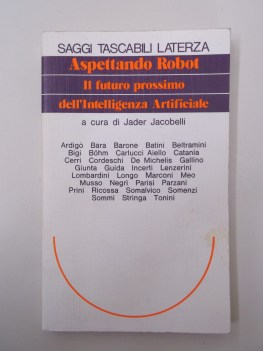 SAGGI TASCABILI LATERZA
Aspettando Robot
Il futuro prossimo
dell'Intelligenza Artificiale
a cura di Jader Jacobelli
Ardigò Bara Barone Batini Beltramini
Bigi Böhm Carlucci Aiello Catania
Cerri Cordeschi De Michelis Gallino
Giunta Guida Incerti Lenzerini
Lombardini Longo Marconi Meo
Musso Negri Parisi Parzani
Prini Ricossa Somalvico Somenzi
Sommi Stringa Tonini